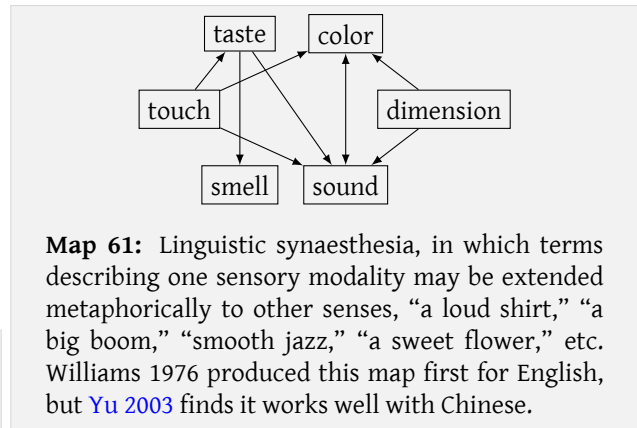 taste color
touch dimension
smell sound
Map 61: Linguistic synaesthesia, in which terms
describing one sensory modality may be extended
metaphorically to other senses, “a loud shirt,” “a
big boom,” “smooth jazz,” “a sweet flower,” etc.
Williams 1976 produced this map first for English,
but Yu 2003 finds it works well with Chinese.